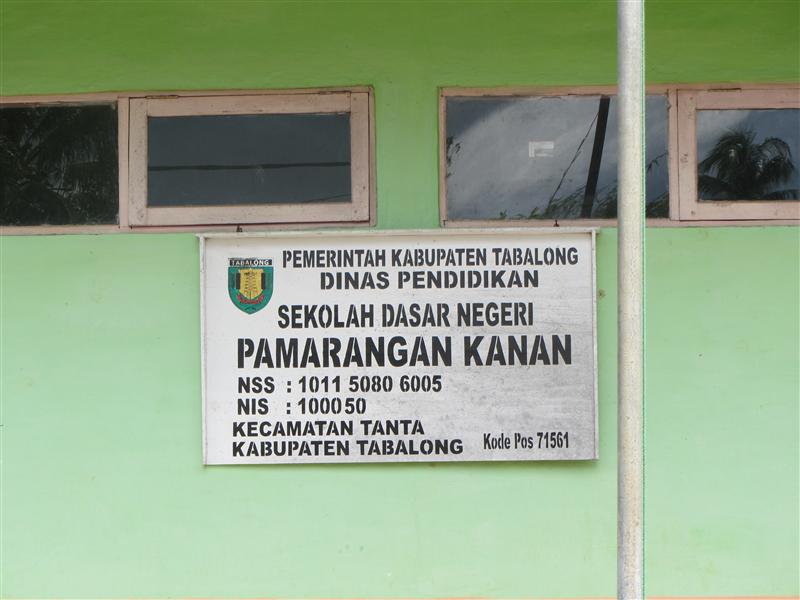 TABALONG
PEMERINTAH KABUPATEN TABALONG
DINAS PENDIDIKAN
SEKOLAH DASAR NEGERI
PAMARANGAN KANAN
NSS : 1011 5080 6005
NIS : 100050
KECAMATAN TANTA
KABUPATEN TABALONG
Kode Pos 71561